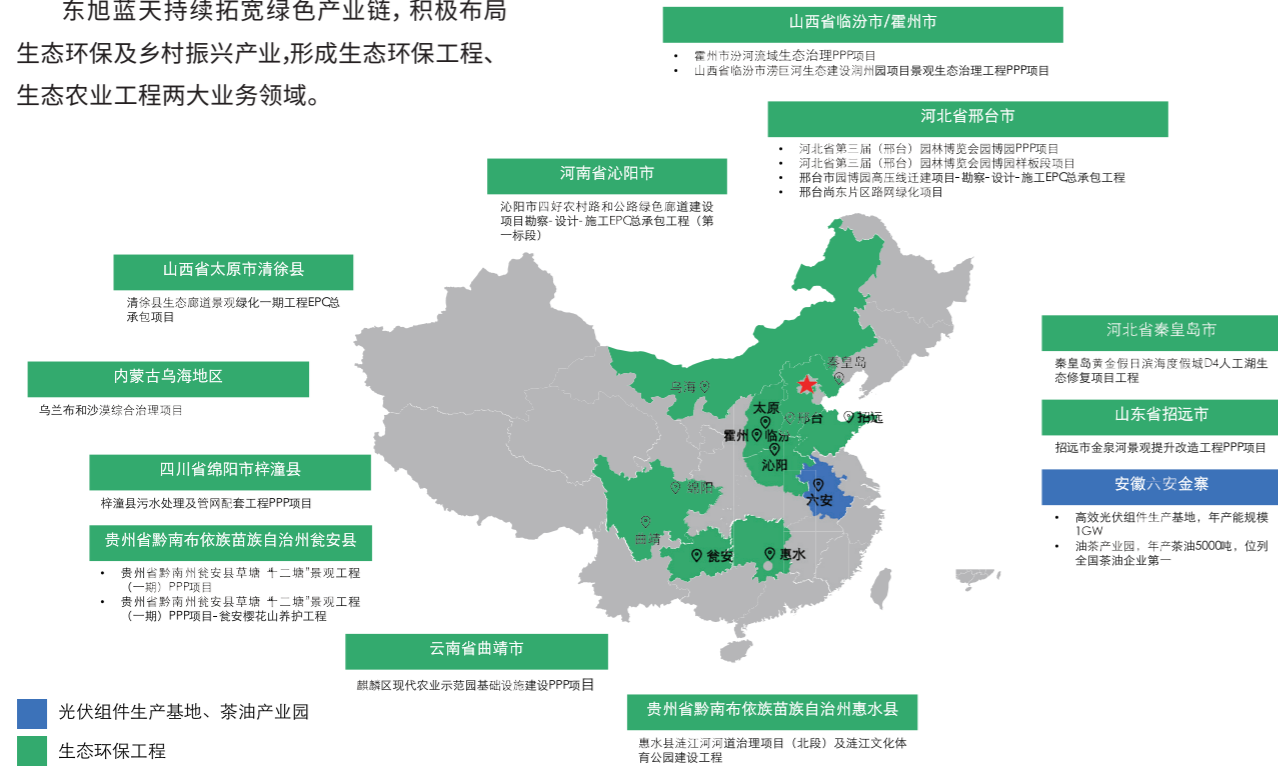 东旭蓝天持续拓宽绿色产业链，积极布局
生态环保及乡村振兴产业,形成生态环保工程、
生态农业工程两大业务领域。
山西省临汾市/霍州市
• 霍州市汾河流域生态治理PPP项目
• 山西省临汾市涝巨河生态建设涧州园项目景观生态治理工程PPP项目
河北省邢台市
• 河北省第三届（邢台）园林博览会园博园PPP项目
• 河北省第三届（邢台）园林博览会园博园样板段项目
• 邢台市园博园高压线迁建项目-勘察-设计-施工EPC总承包工程
• 邢台尚东片区路网绿化项目
河南省沁阳市
沁阳市四好农村路和公路绿色廊道建设
项目勘察-设计-施工EPC总承包工程（第
一标段）
山西省太原市清徐县
清徐县生态廊道景观绿化一期工程EPC总
承包项目
内蒙古乌海地区
乌兰布和沙漠综合治理项目
四川省绵阳市梓潼县
梓潼县污水处理及管网配套工程PPP项目
贵州省黔南布依族苗族自治州瓮安县
• 贵州省黔南州瓮安县草塘“十二塘”景观工程
（一期）PPP项目
• 贵州省黔南州瓮安县草塘“十二塘”景观工程
（一期）PPP项目-瓮安樱花山养护工程
云南省曲靖市
麒麟区现代农业示范园基础设施建设PPP项目
贵州省黔南布依族苗族自治州惠水县
惠水县涟江河河道治理项目（北段）及涟江文化体
育公园建设工程
河北省秦皇岛市
秦皇岛黄金假日滨海度假城D4人工湖生
态修复项目工程
山东省招远市
招远市金泉河景观提升改造工程PPP项目
安徽六安金寨
• 高效光伏组件生产基地，年产能规模
1GW
• 油茶产业园，年产茶油5000吨，位列
全国茶油企业第一
秦皇岛
乌海
太原
邢台
招远
霍州
临汾
沁阳
六安
绵阳
曲靖
瓮安
惠水
光伏组件生产基地、茶油产业园
生态环保工程